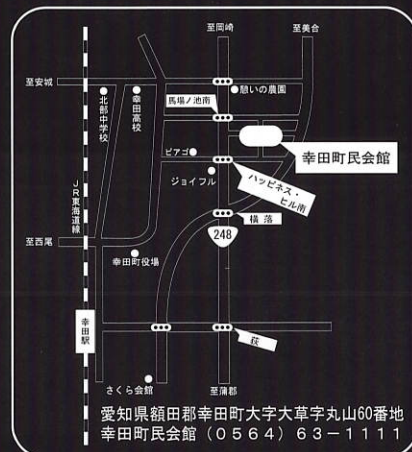 至岡崎
至美合
至安城
憩いの農園
北部中学校
幸田高校
馬場ノ池南
ピアゴ
幸田町民会館
ジョイフル
ハッピネス・
ヒル南
JR東海道線
横落
248
至西尾
幸田町役場
幸田駅
荻
さくら会館
至蒲郡
愛知県額田郡幸田町大字大草字丸山60番地
幸田町民会館(0564)63-1111